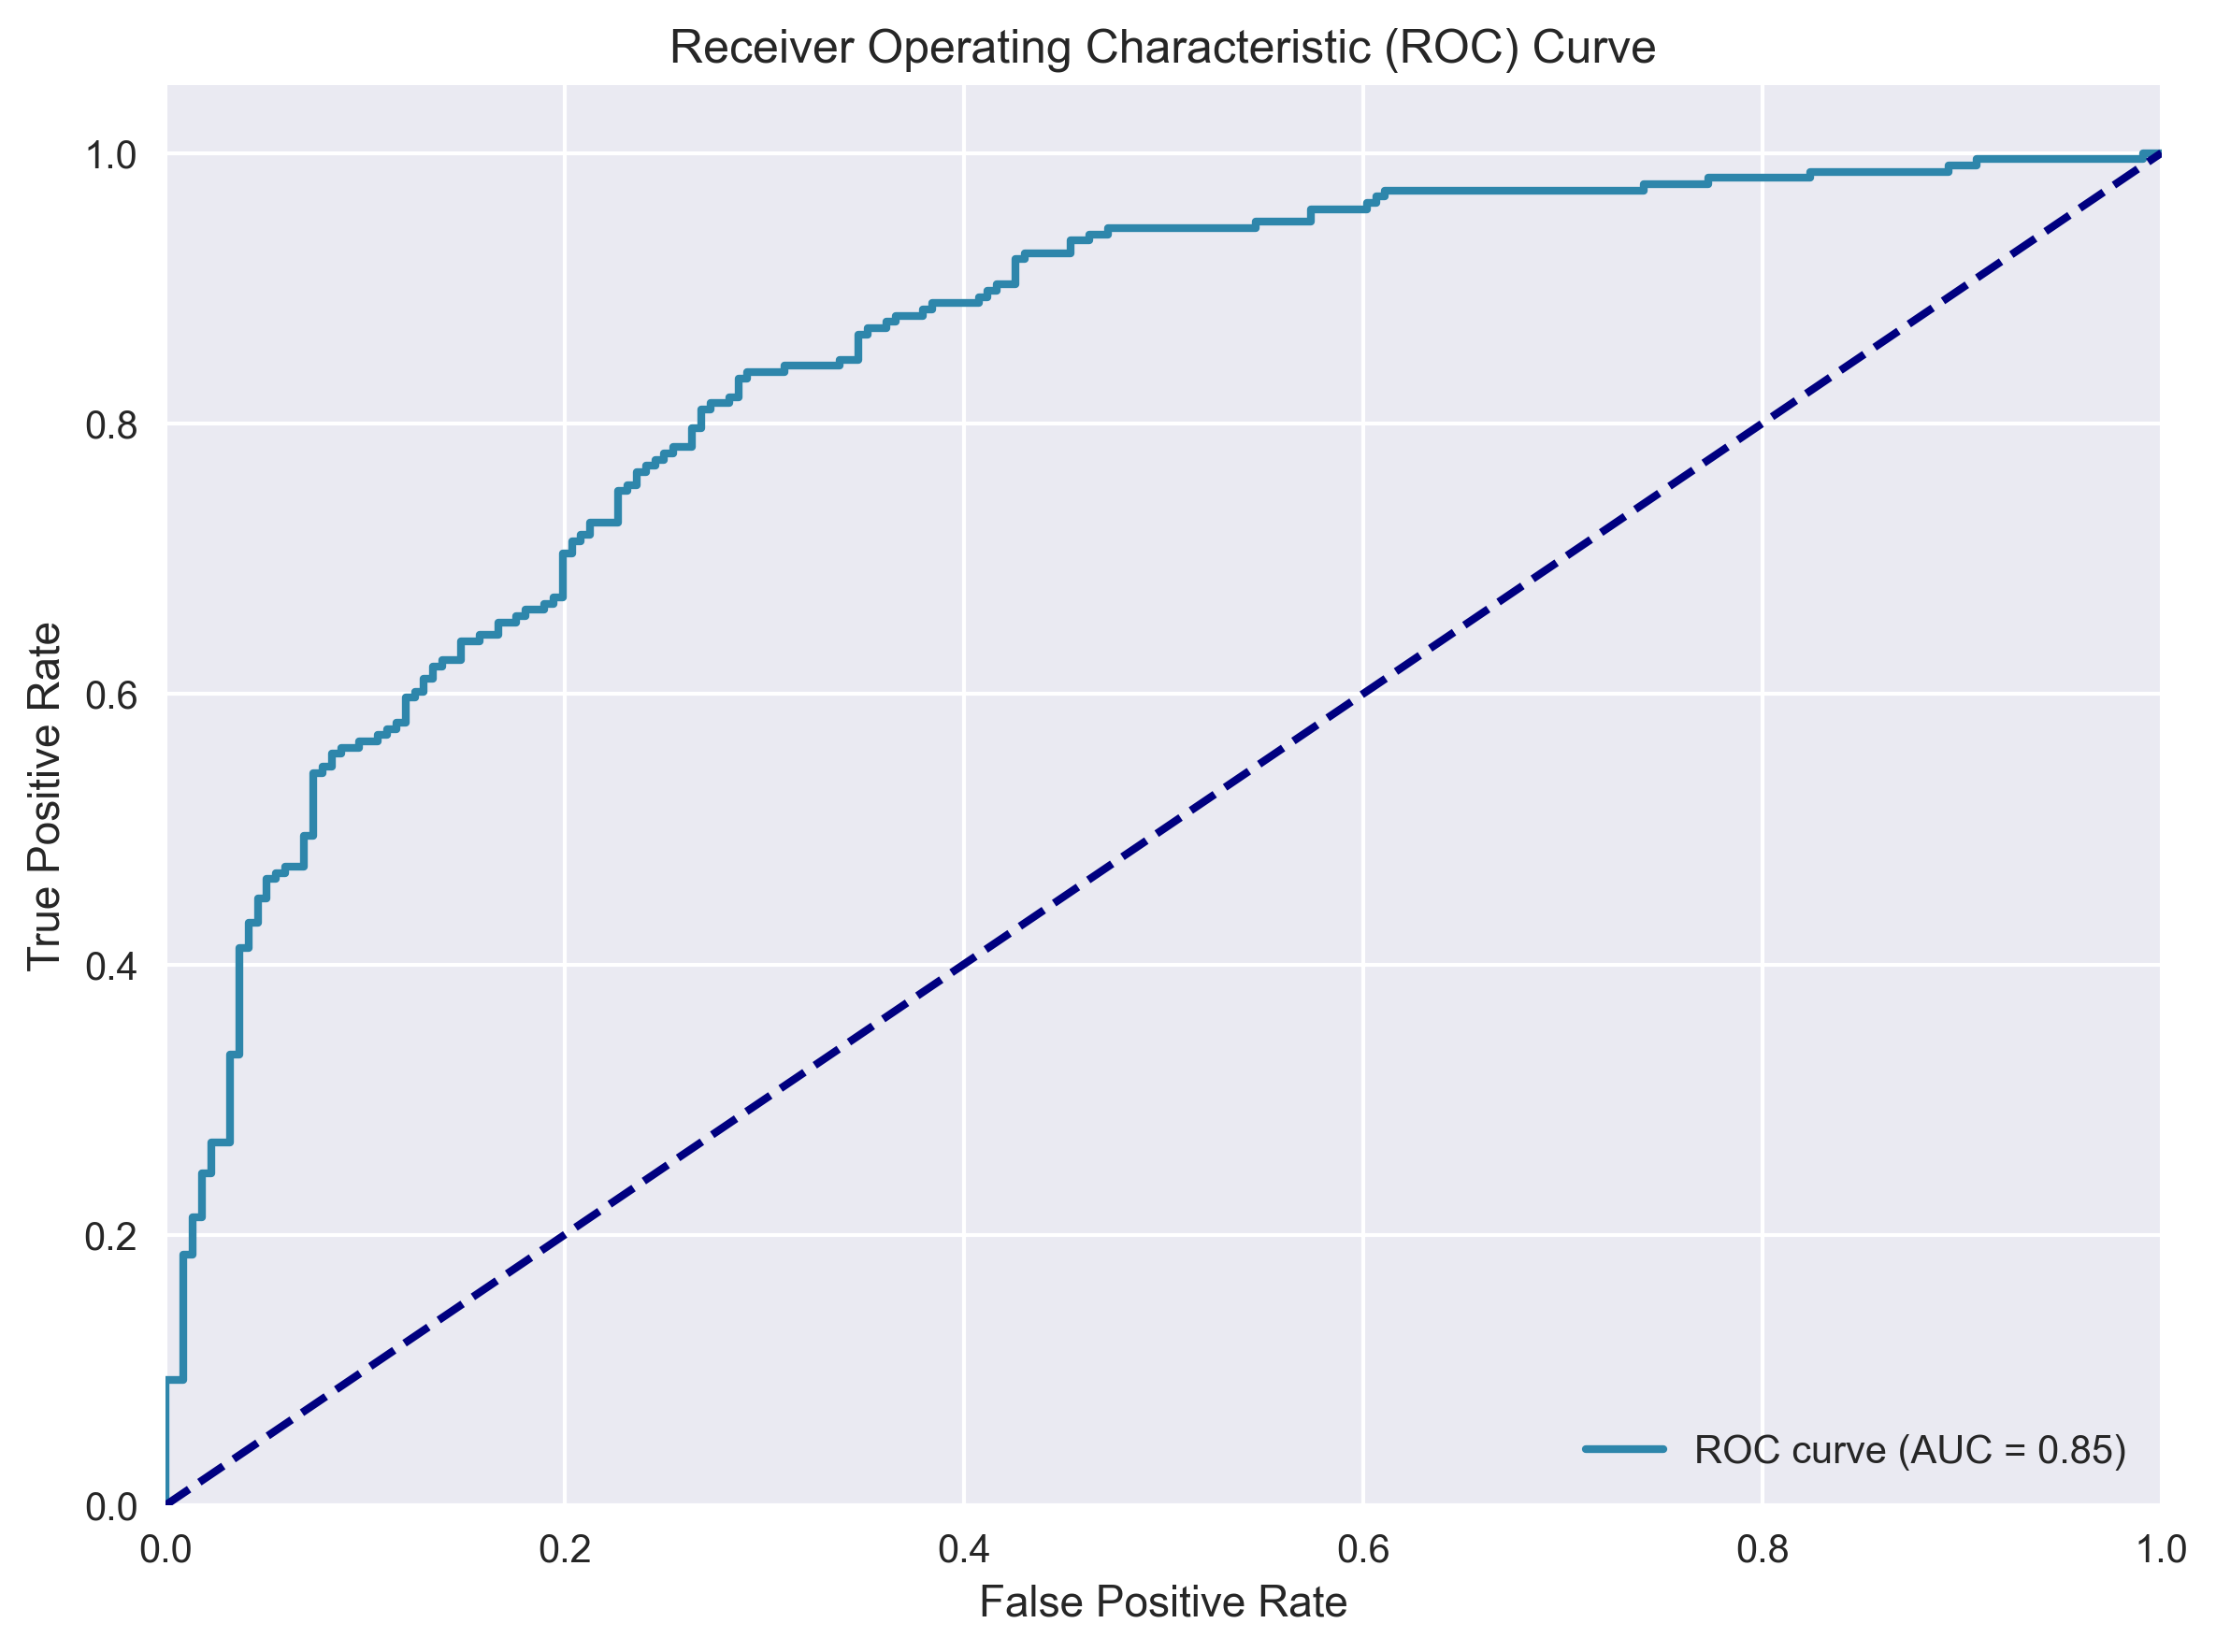 Receiver Operating Characteristic (ROC) Curve
1.0
0.8
0.6
0.4
0.2
0.0
True Positive Rate
ROC curve (AUC = 0.85)
0.0 0.2 0.4 0.6 0.8 1.0
False Positive Rate